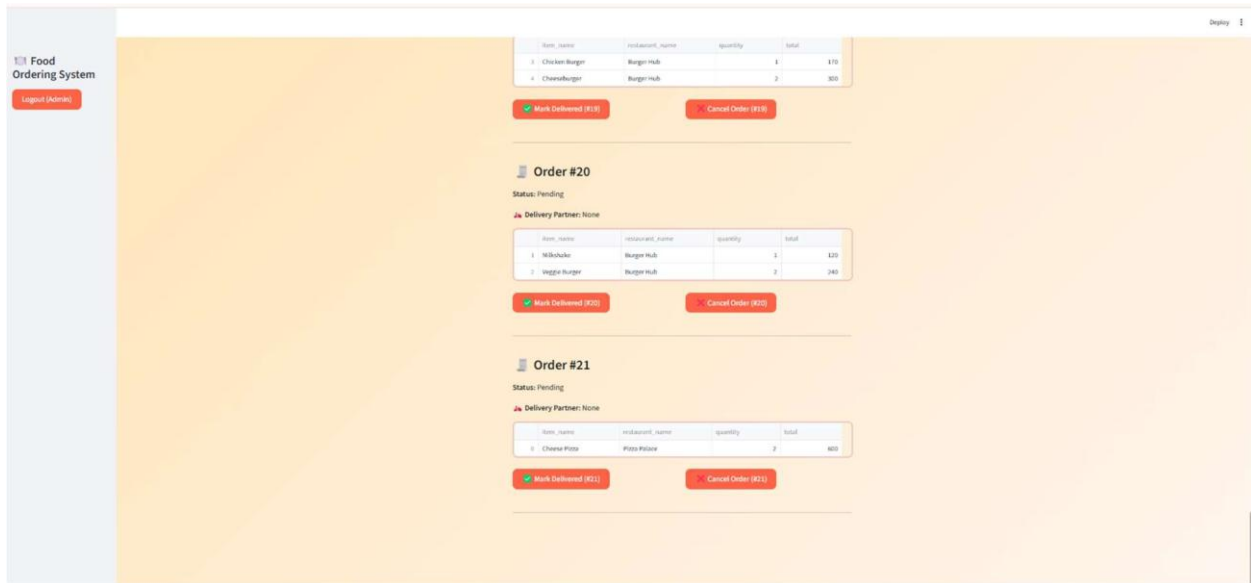 Deploy
Food
Ordering System
Logout (Admin)
item_name restaurant_name quantity total
3 Chicken Burger Burger Hub 1 170
4 Cheeseburger Burger Hub 2 300
Mark Delivered (#19) Cancel Order (#19)
Order #20
Status: Pending
Delivery Partner: None
item_name restaurant_name quantity total
1 Milkshake Burger Hub 1 120
2 Veggie Burger Burger Hub 2 240
Mark Delivered (#20) Cancel Order (#20)
Order #21
Status: Pending
Delivery Partner: None
item_name restaurant_name quantity total
Cheese Pizza Pizza Palace 2 600
Mark Delivered (#21) Cancel Order (#21)